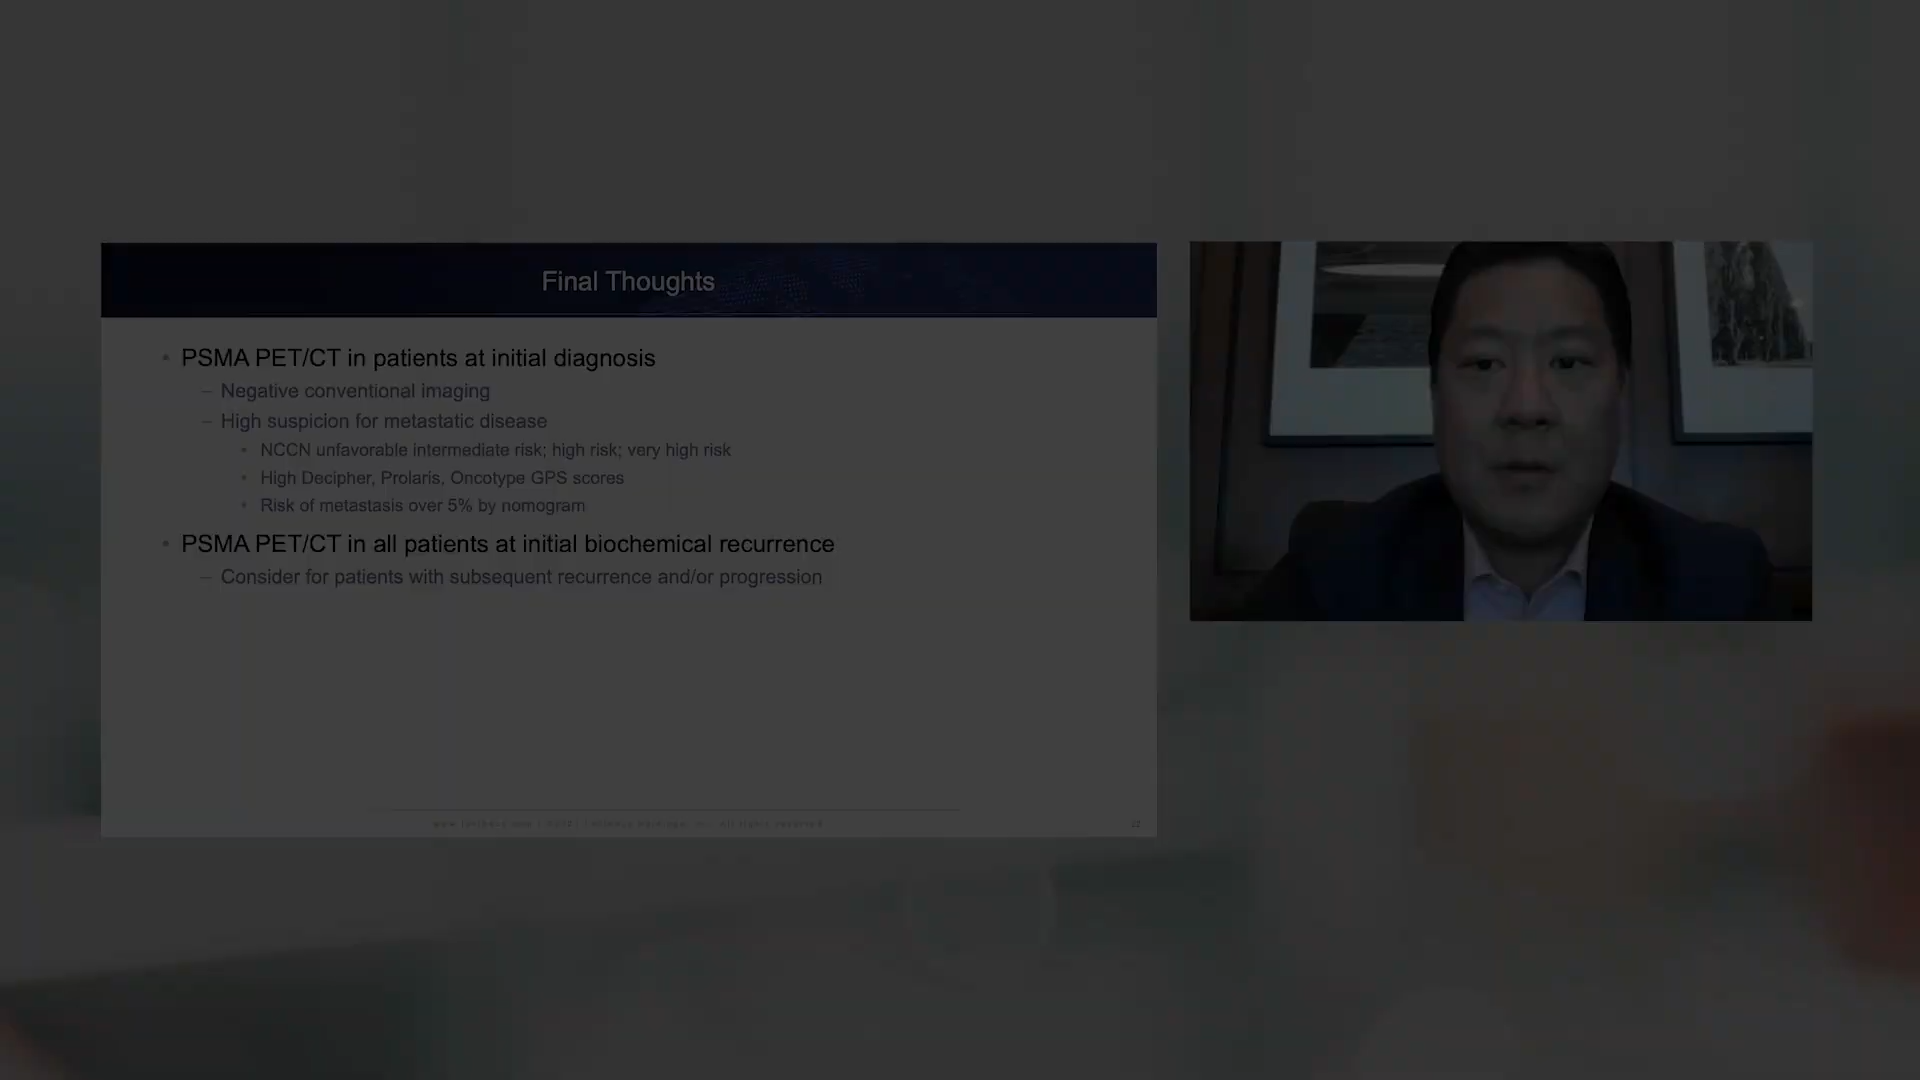 Final Thoughts
• PSMA PET/CT in patients at initial diagnosis
– Negative conventional imaging
– High suspicion for metastatic disease
• NCCN unfavorable intermediate risk; high risk; very high risk
• High Decipher, Prolaris, Oncotype GPS scores
• Risk of metastasis over 5% by nomogram
• PSMA PET/CT in all patients at initial biochemical recurrence
– Consider for patients with subsequent recurrence and/or progression
All rights reserved